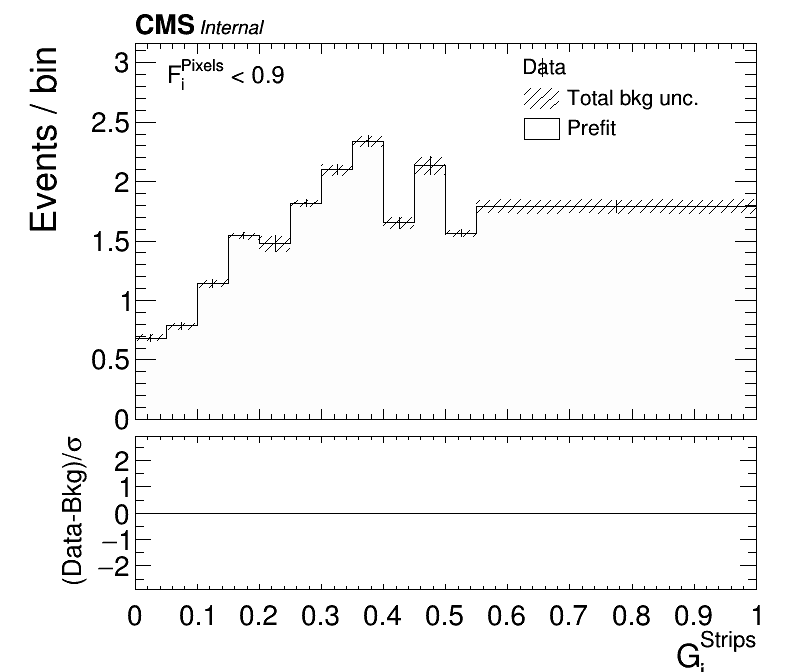 CMS Internal
F_i^Pixels < 0.9
Data
Total bkg unc.
Prefit
Events / bin
3
2.5
2
1.5
1
0.5
0
(Data-Bkg)/σ
2
1
0
−1
−2
0 0.1 0.2 0.3 0.4 0.5 0.6 0.7 0.8 0.9 1
G_i^Strips